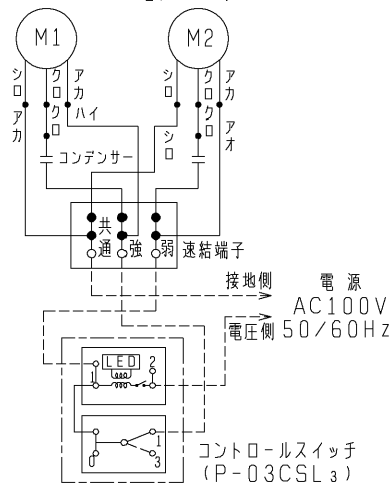 M1
M2
シロ
クロ
アカ
シロ
クロ
アカ
アカ
クロ
ハイ
シロ
アオ
コンデンサー
共通
強
弱
速結端子
接地側
電源
AC100V
電圧側
50/60Hz
LED
1
2
0
1
3
コントロールスイッチ
(P-03CSL3)